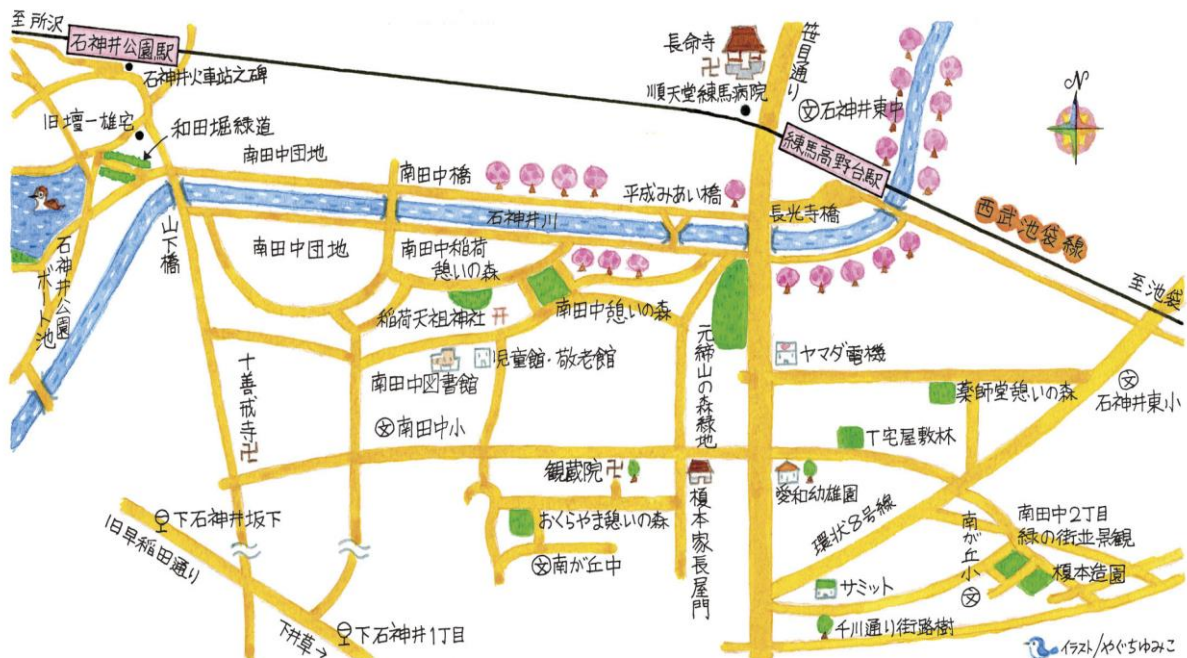 至所沢
石神井公園駅
石神井火車站之碑
旧壇一雄宅
和田堀緑道
南田中団地
長命寺
順天堂練馬病院
笹目通り
石神井東中
文
N
練馬高野台駅
南田中橋
平成みあい橋
長光寺橋
石神井川
西武池袋線
至池袋
石神井公園
ボート池
山下橋
南田中団地
南田中稲荷
憩いの森
稲荷天祖神社
南田中憩いの森
元締山の森緑地
児童館・敬老館
南田中図書館
ヤマダ電機
薬師堂憩いの森
文
石神井東小
十善戒寺
文南田中小
T宅屋敷林
観蔵院
榎本家長屋門
愛和幼雄園
おくらやま憩いの森
文南が丘中
環状8号線
南が丘小
文
南田中2丁目
緑の街並景観
榎本造園
サミット
千川通り街路樹
下石神井坂下
旧早稲田通り
下石神井1丁目
下井草→
イラスト/やぐちゆみこ